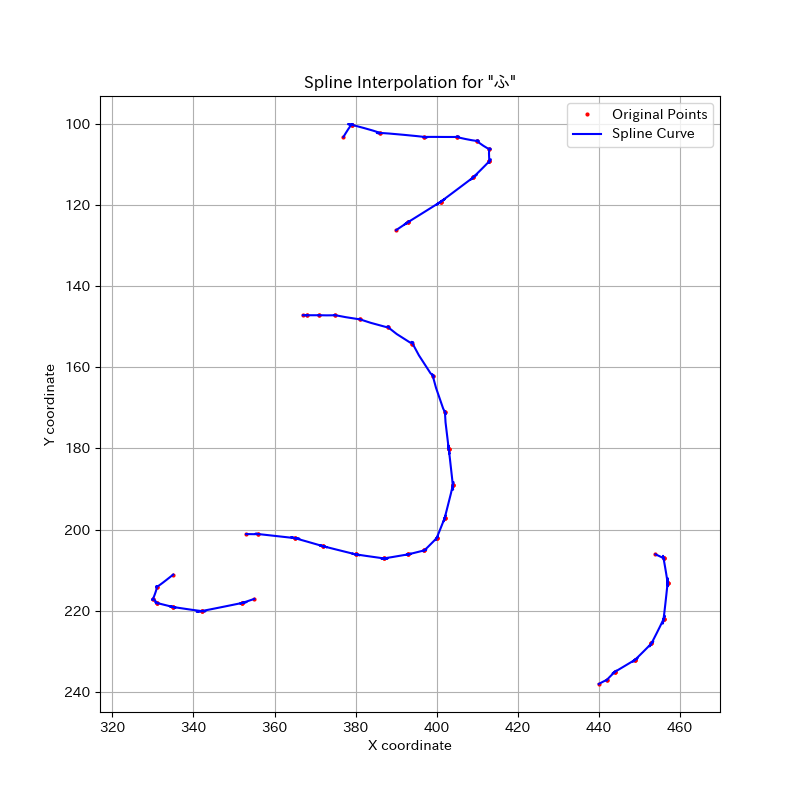 Spline Interpolation for "ふ"
Original Points
Spline Curve
100
120
140
160
180
200
220
240
Y coordinate
320 340 360 380 400 420 440 460
X coordinate